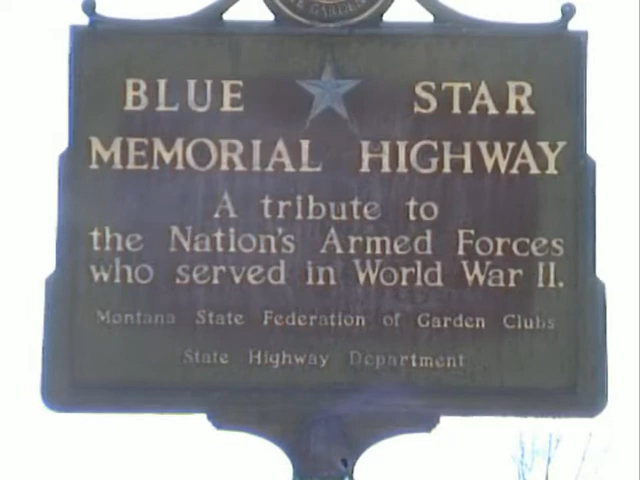 BLUE STAR
MEMORIAL HIGHWAY
A tribute to
the Nation's Armed Forces
who served in World War II.
Montana State Federation of Garden Clubs
State Highway Department